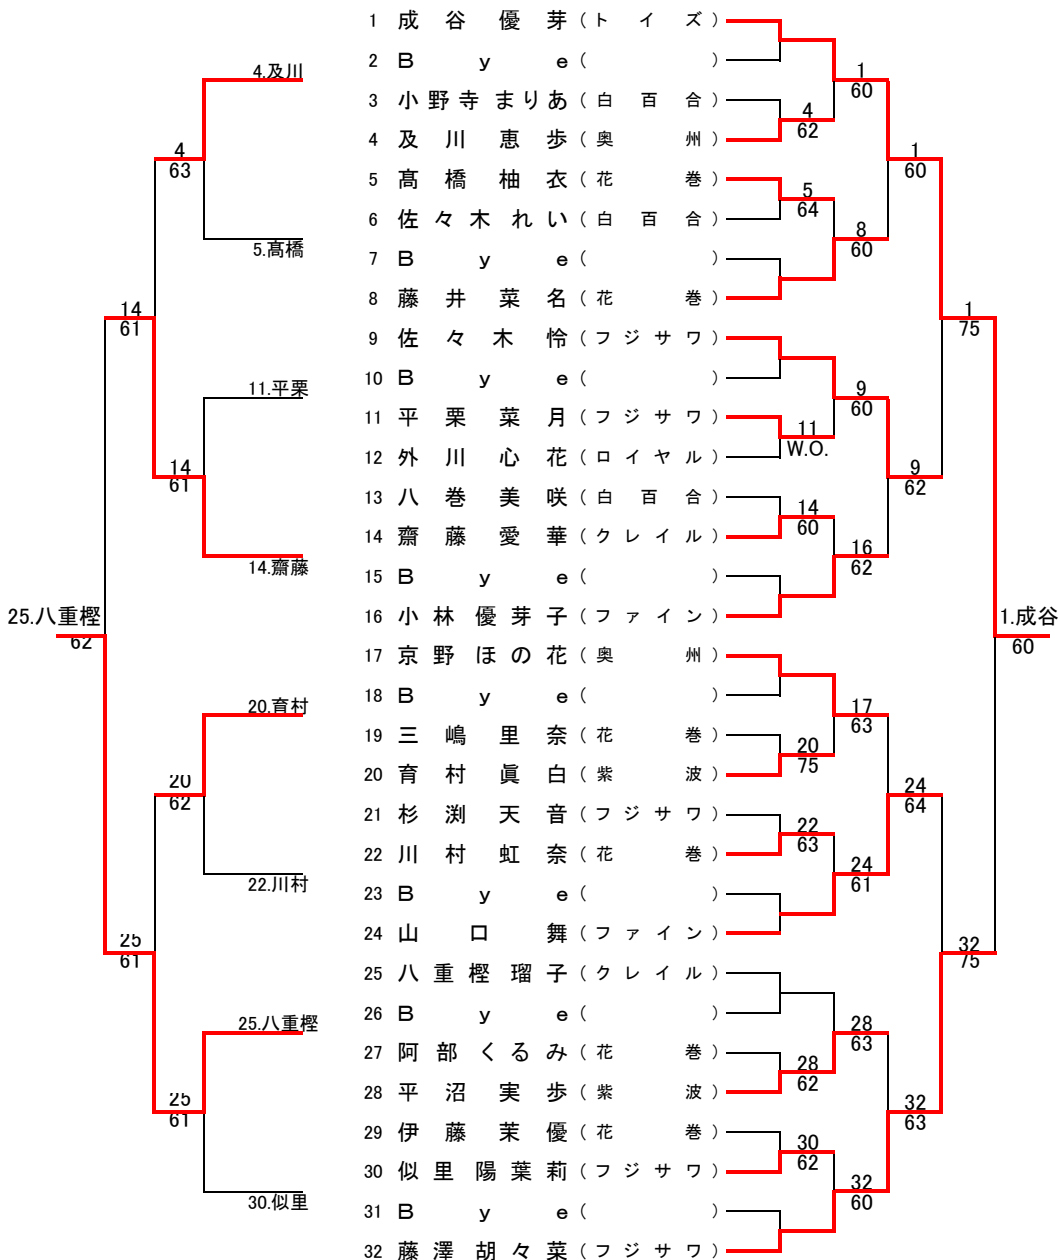 1 成谷優芽 (トイズ)
2 Bye ( )
3 小野寺まりあ (白百合)
4 及川恵歩 (奥州)
5 髙橋柚衣 (花巻)
6 佐々木れい (白百合)
7 Bye ( )
8 藤井菜名 (花巻)
9 佐々木怜 (フジサワ)
10 Bye ( )
11 平栗菜月 (フジサワ)
12 外川心花 (ロイヤル)
13 八巻美咲 (白百合)
14 齋藤愛華 (クレイル)
15 Bye ( )
16 小林優芽子 (ファイン)
17 京野ほの花 (奥州)
18 Bye ( )
19 三嶋里奈 (花巻)
20 育村眞白 (紫波)
21 杉渕天音 (フジサワ)
22 川村虹奈 (花巻)
23 Bye ( )
24 山口舞 (ファイン)
25 八重樫瑠子 (クレイル)
26 Bye ( )
27 阿部くるみ (花巻)
28 平沼実歩 (紫波)
29 伊藤茉優 (花巻)
30 似里陽葉莉 (フジサワ)
31 Bye ( )
32 藤澤胡々菜 (フジサワ)
4
62
5
64
11
W.O.
14
60
20
75
22
63
28
62
30
62
1
60
8
60
9
60
16
62
17
63
24
61
28
63
32
60
1
60
9
62
24
64
32
63
1
75
32
75
1.成谷
60
4.及川
5.髙橋
11.平栗
14.齋藤
20.育村
22.川村
25.八重樫
30.似里
4
63
14
61
20
62
25
61
14
61
25
61
25.八重樫
62